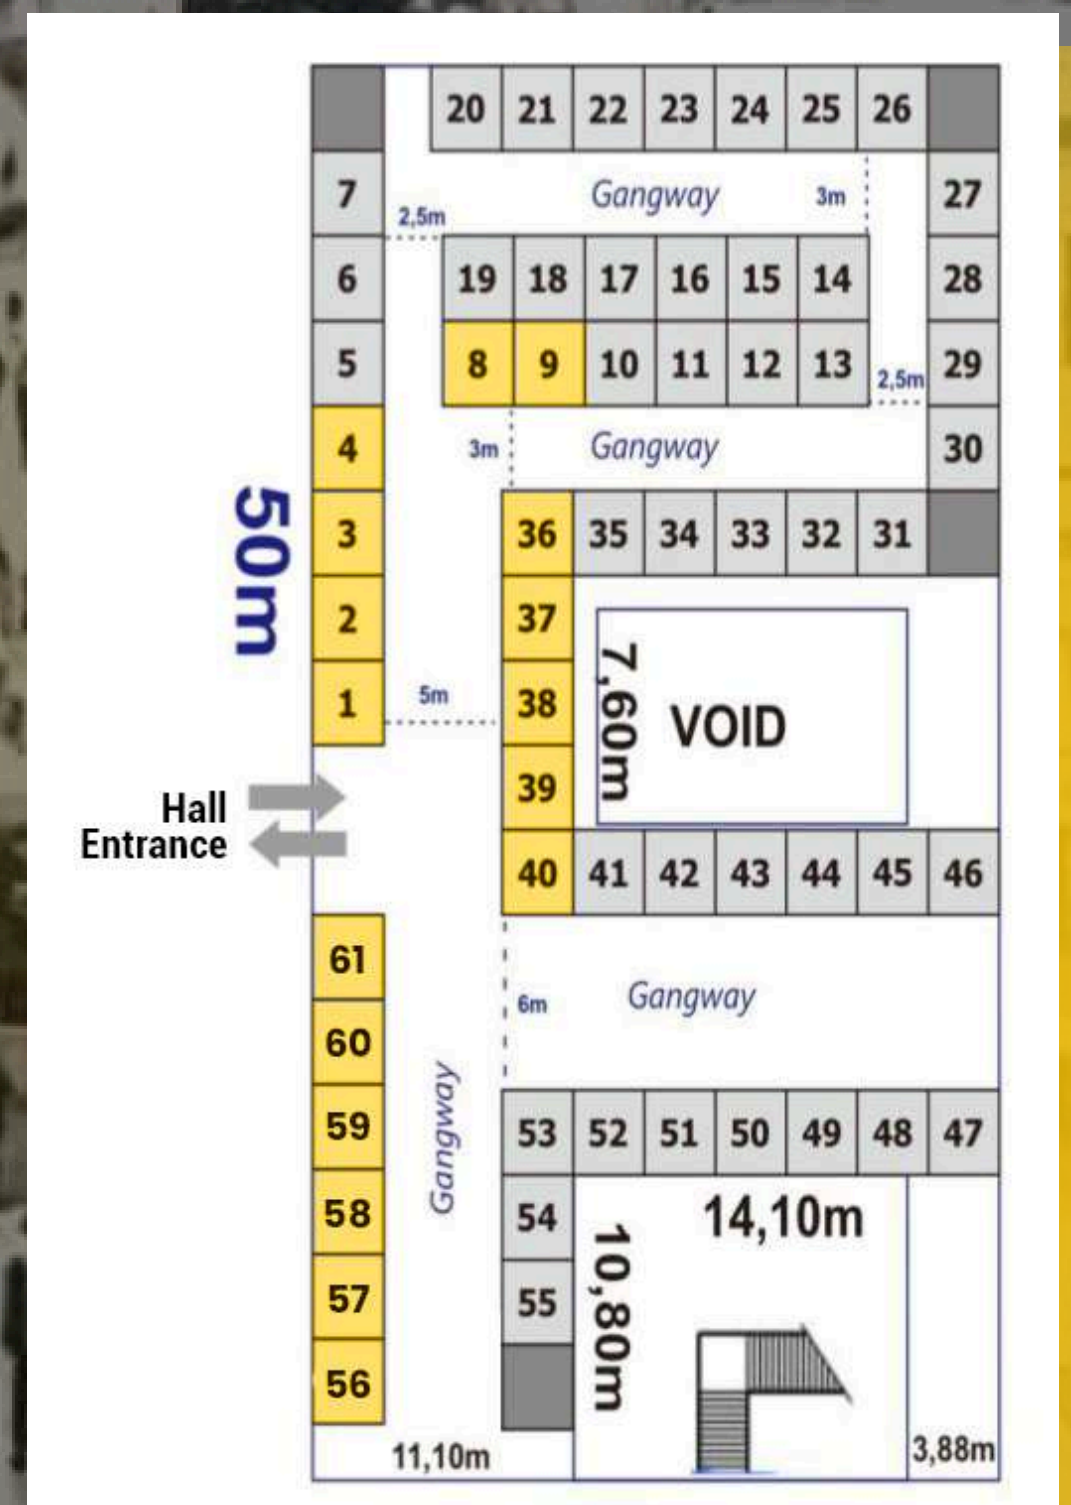 20 21 22 23 24 25 26
7 Gangway 3m 27
2,5m
6 19 18 17 16 15 14 28
5 8 9 10 11 12 13 2,5m 29
4 3m Gangway 30
50m
3 36 35 34 33 32 31
2 37
7,60m
1 5m 38 VOID
39
Hall
Entrance
40 41 42 43 44 45 46
61
6m Gangway
60
Gangway
59 53 52 51 50 49 48 47
58 54 14,10m
10,80m
57 55
56
11,10m 3,88m